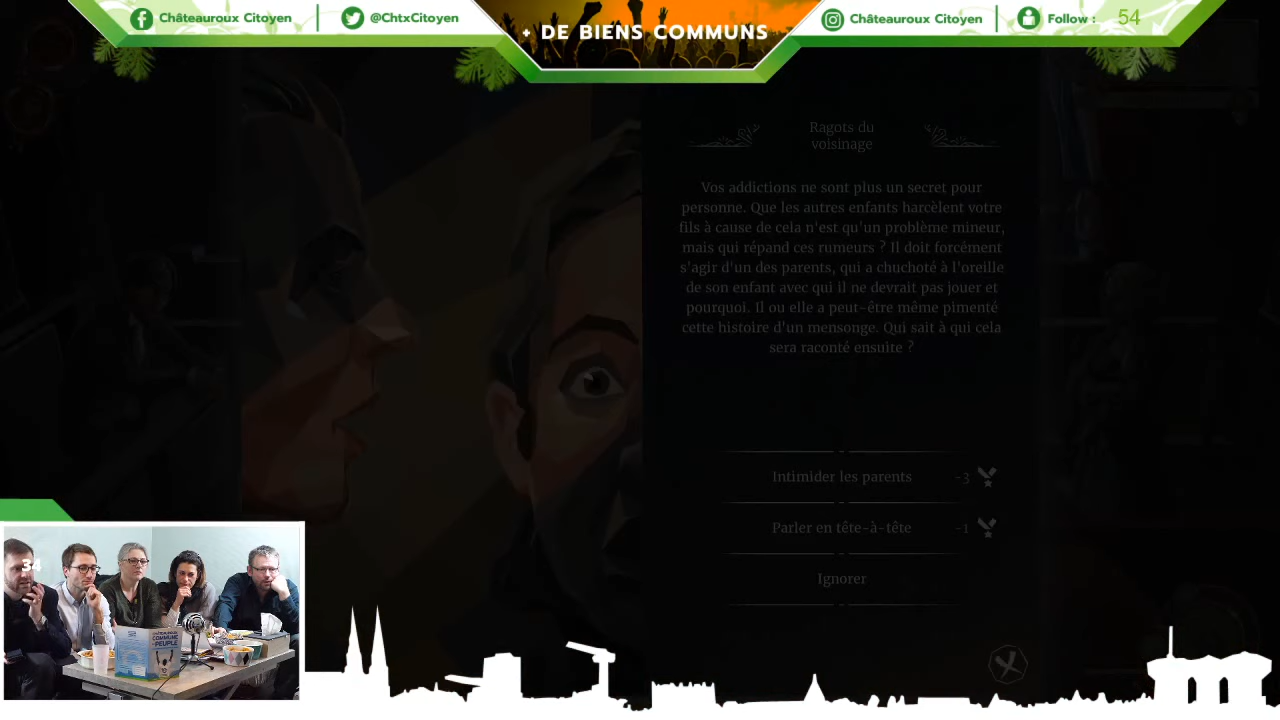 Châteauroux Citoyen
@ChtxCitoyen
+ DE BIENS COMMUNS
Châteauroux Citoyen
Follow :
54
Ragots du
voisinage
Vos addictions ne sont plus un secret pour
personne. Que les autres enfants harcèlent votre
fils à cause de cela n'est qu'un problème mineur,
mais qui répand ces rumeurs ? Il doit forcément
s'agir d'un des parents, qui a chuchoté à l'oreille
de son enfant avec qui il ne devrait pas jouer et
pourquoi. Il ou elle a peut-être même pimenté
cette histoire d'un mensonge. Qui sait à qui cela
sera raconté ensuite ?
Intimider les parents -3
Parler en tête-à-tête -1
Ignorer
34
CHÂTEAUROUX
COMMUNE
PEUPLE